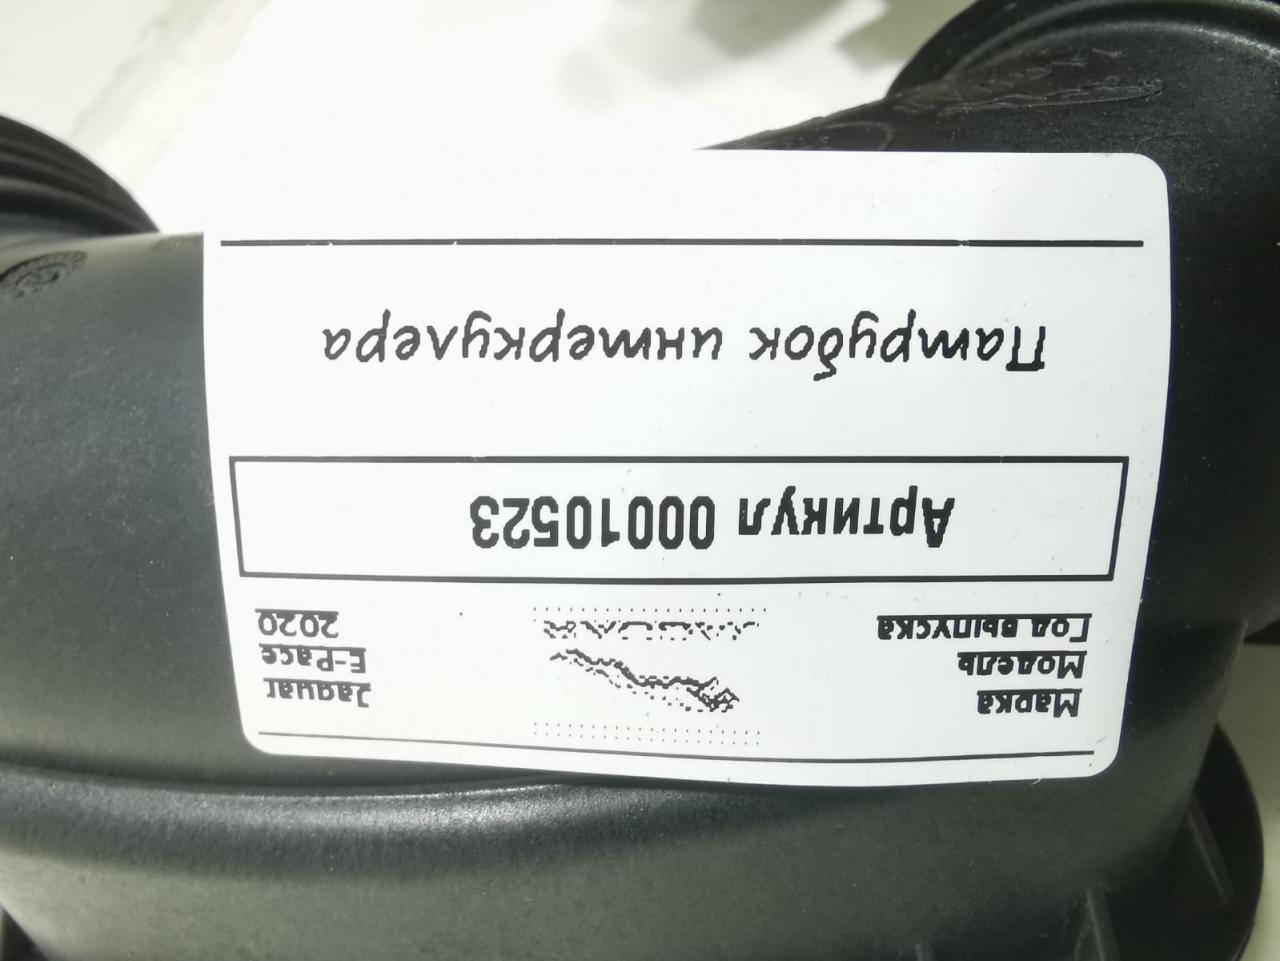 Марка Jaguar
Модель E-Pace
Год выпуска 2020
Артикул 00010523
Патрубок интеркулера